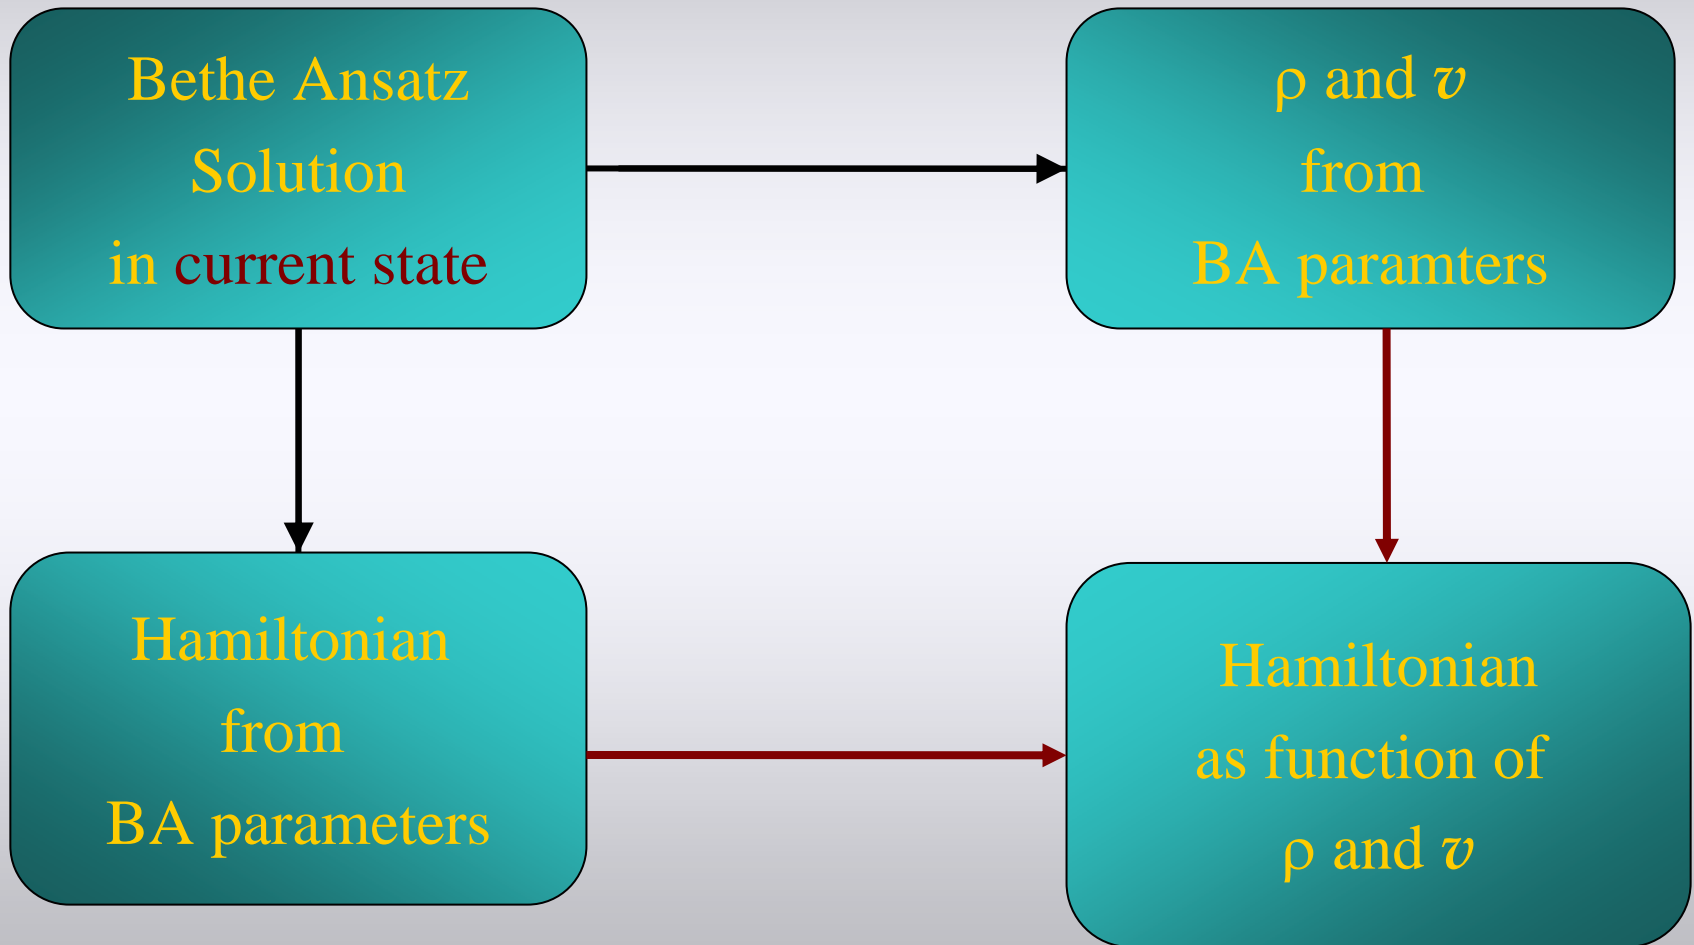 Bethe Ansatz
Solution
in current state
ρ and v
from
BA paramters
Hamiltonian
from
BA parameters
Hamiltonian
as function of
ρ and v